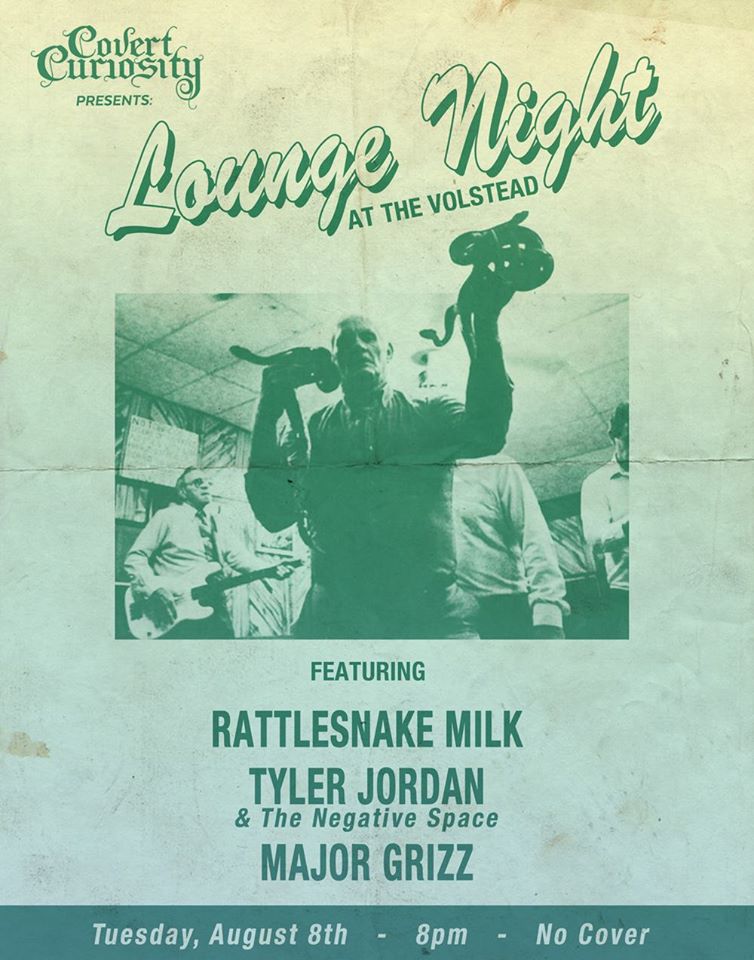 Covert
Curiosity
PRESENTS:
Lounge Night
AT THE VOLSTEAD
FEATURING
RATTLESNAKE MILK
TYLER JORDAN
& The Negative Space
MAJOR GRIZZ
Tuesday, August 8th - 8pm - No Cover